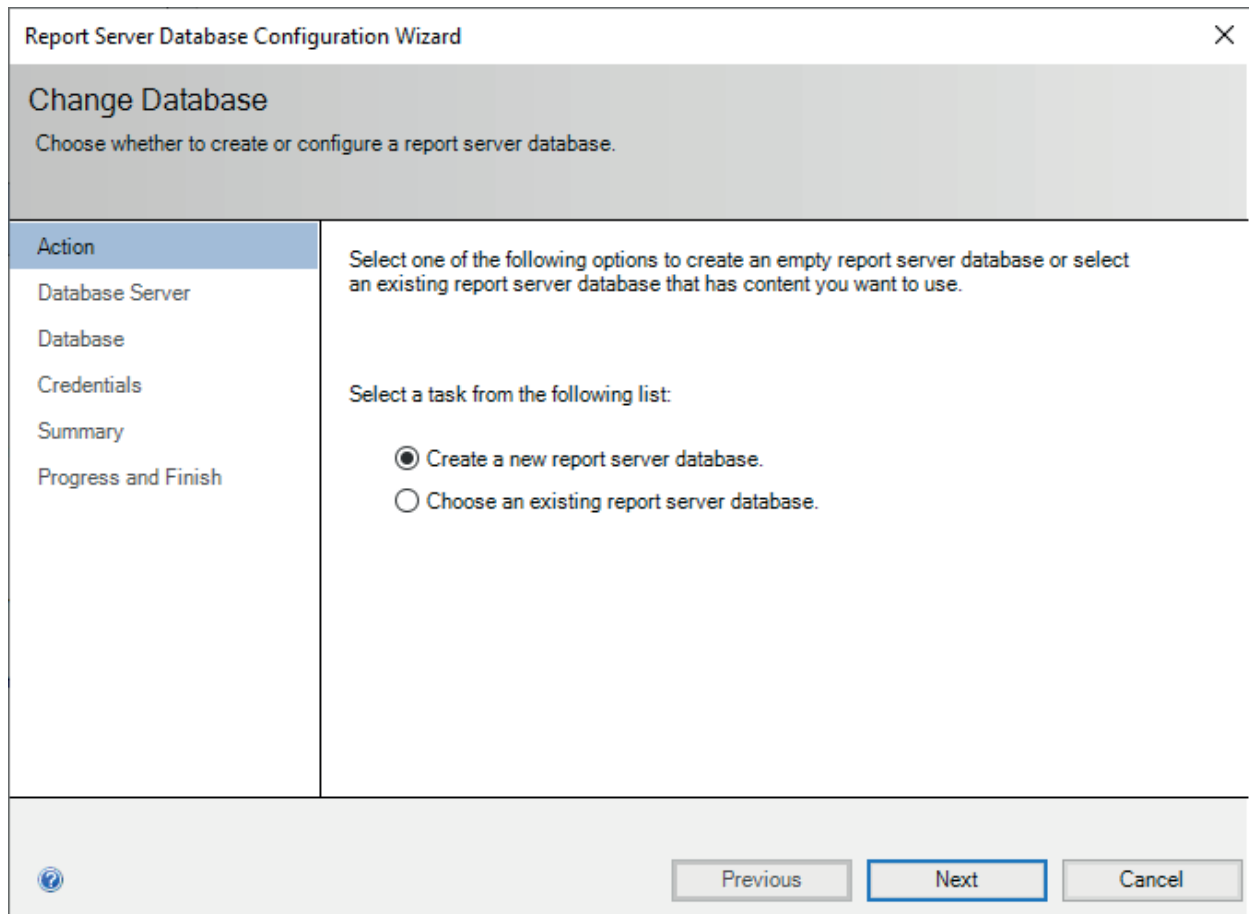 Report Server Database Configuration Wizard
Change Database
Choose whether to create or configure a report server database.
Action
Database Server
Database
Credentials
Summary
Progress and Finish
Select one of the following options to create an empty report server database or select
an existing report server database that has content you want to use.
Select a task from the following list:
Create a new report server database.
Choose an existing report server database.
Previous
Next
Cancel